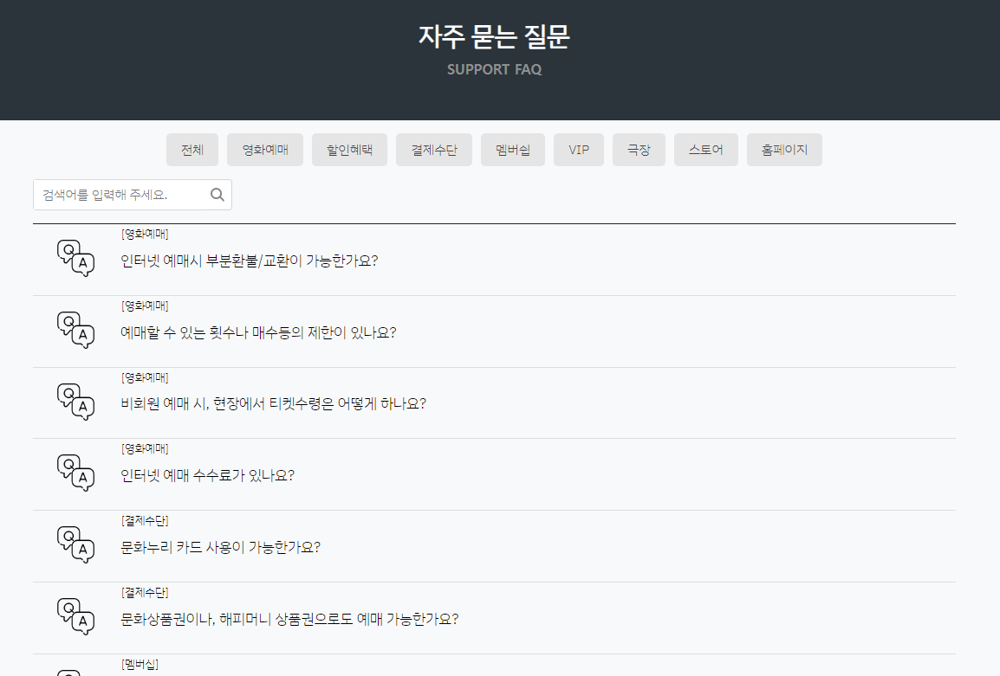 자주 묻는 질문
SUPPORT FAQ
전체 영화예매 할인혜택 결제수단 멤버쉽 VIP 극장 스토어 홈페이지
검색어를 입력해 주세요.
[영화예매]
Q A
인터넷 예매시 부분환불/교환이 가능한가요?
[영화예매]
Q A
예매할 수 있는 횟수나 매수등의 제한이 있나요?
[영화예매]
Q A
비회원 예매 시, 현장에서 티켓수령은 어떻게 하나요?
[영화예매]
Q A
인터넷 예매 수수료가 있나요?
[결제수단]
Q A
문화누리 카드 사용이 가능한가요?
[결제수단]
Q A
문화상품권이나, 해피머니 상품권으로도 예매 가능한가요?
[멤버십]